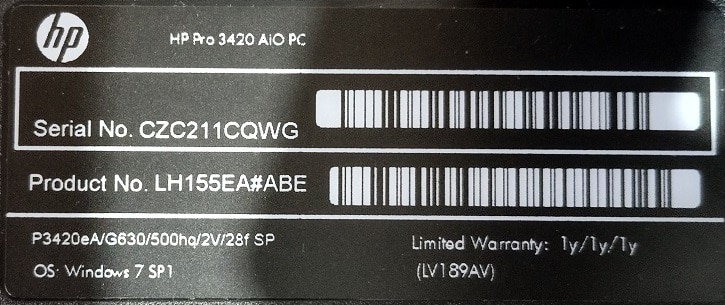 hp
HP Pro 3420 AiO PC
Serial No. CZC211CQWG
Product No. LH155EA#ABE
P3420eA/G630/500hq/2V/28f SP
Limited Warranty: 1y/1y/1y
OS: Windows 7 SP1
(LV189AV)